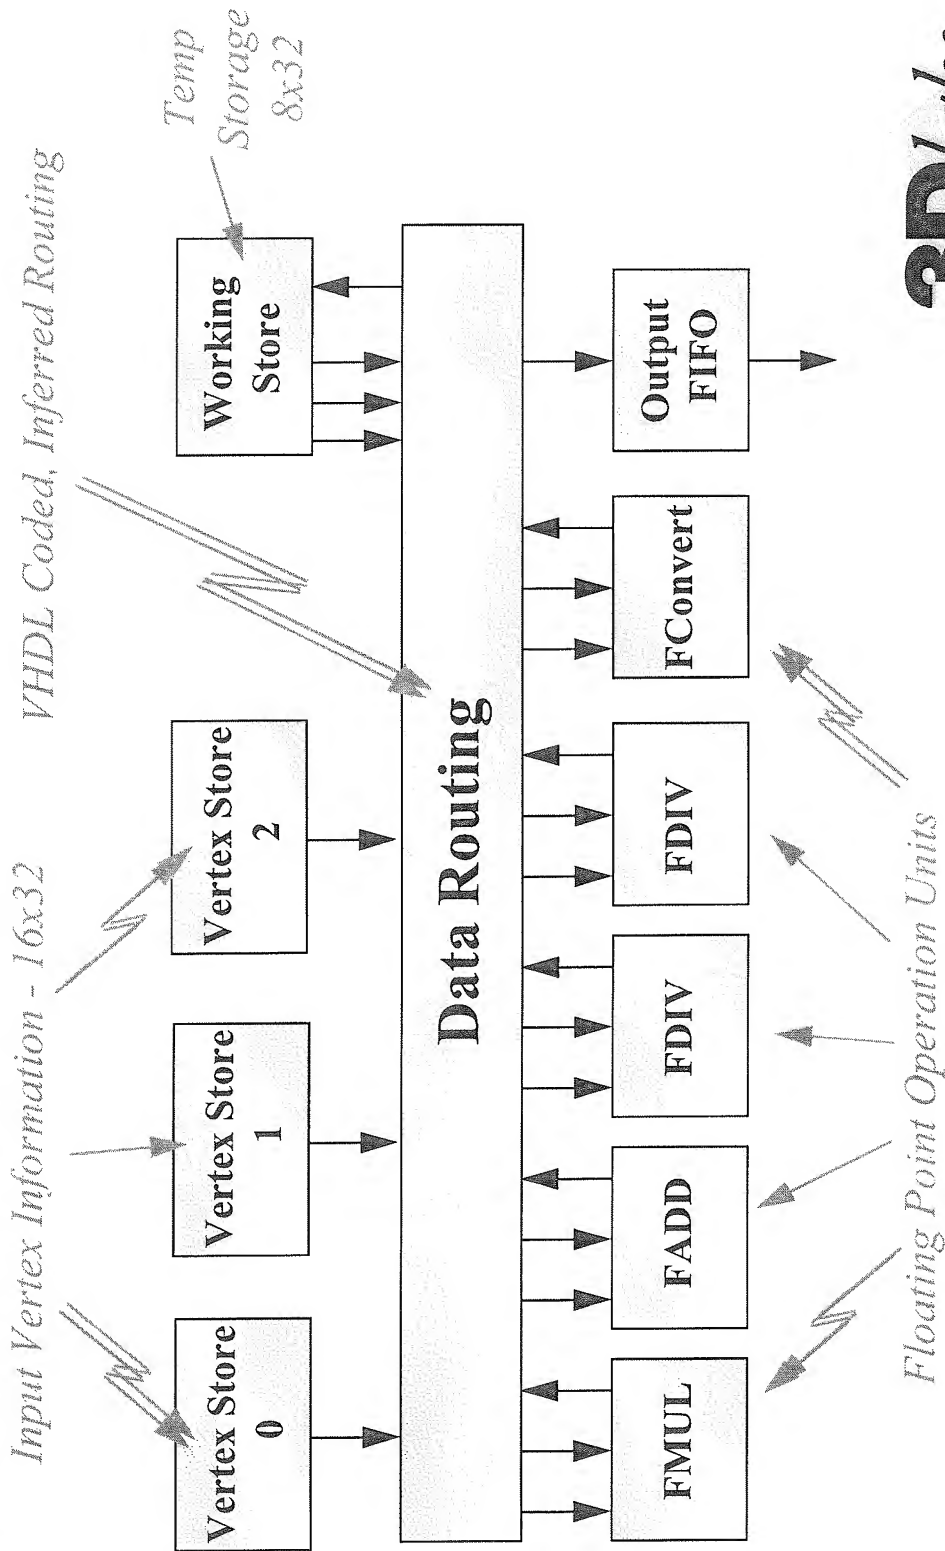 Input Vertex Information - 16x32
VHDL Coded, Inferred Routing
Temp
Storage
8x32
Vertex Store
0
Vertex Store
1
Vertex Store
2
Working
Store
Data Routing
FMUL
FADD
FDIV
FDIV
FConvert
Output
FIFO
Floating Point Operation Units